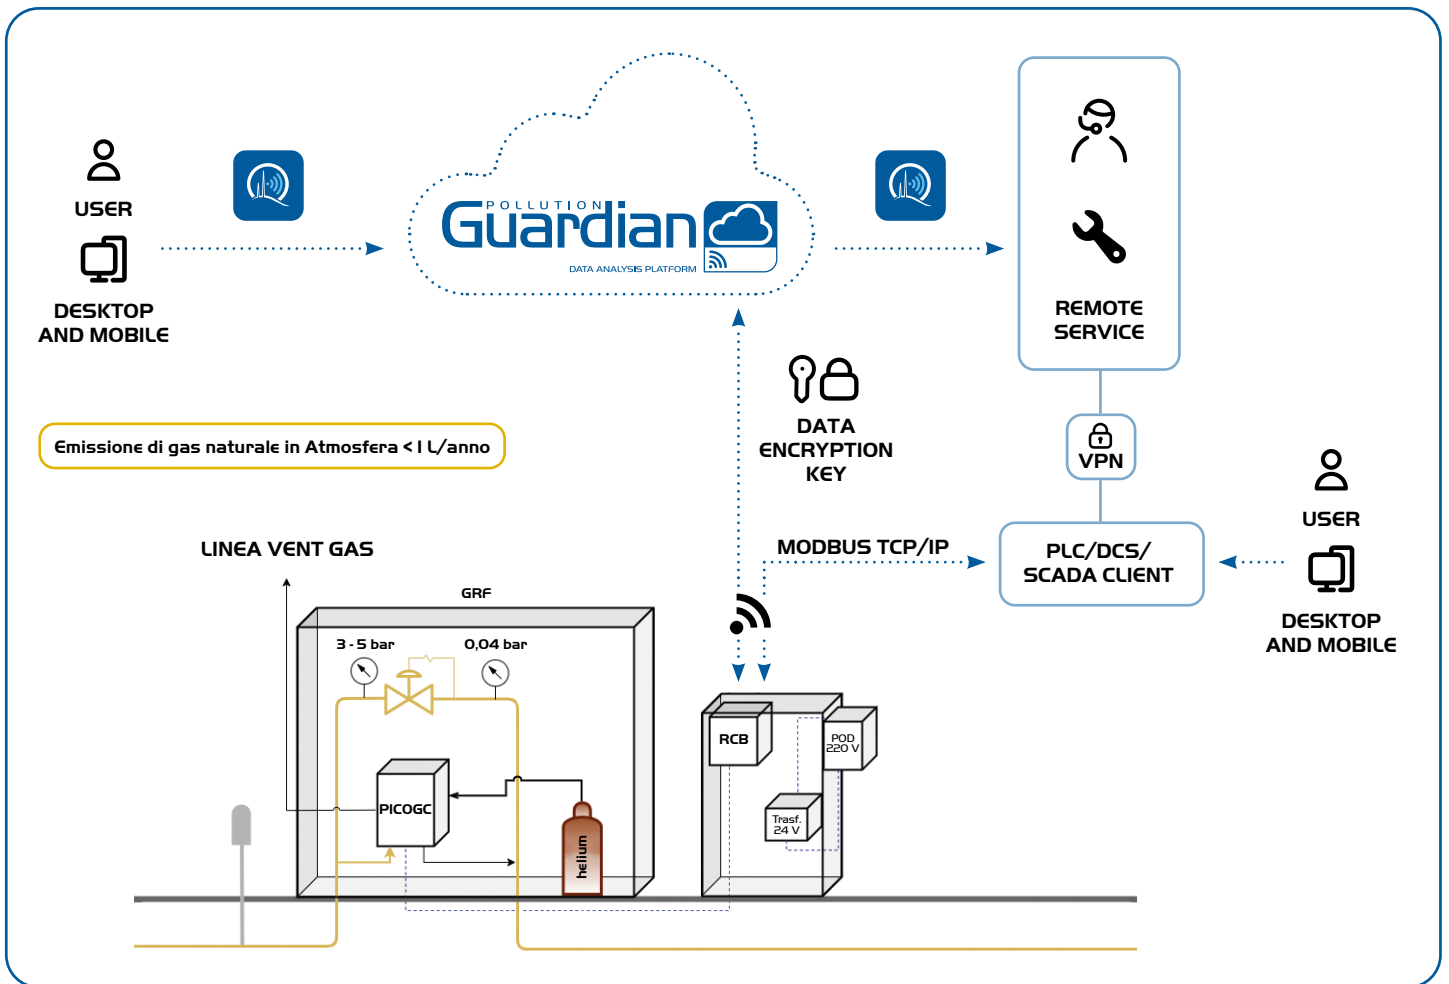 USER
DESKTOP
AND MOBILE
POLLUTION
Guardian
DATA ANALYSIS PLATFORM
REMOTE
SERVICE
DATA
ENCRYPTION
KEY
VPN
Emissione di gas naturale in Atmosfera < 1 L/anno
USER
DESKTOP
AND MOBILE
MODBUS TCP/IP
PLC/DCS/
SCADA CLIENT
LINEA VENT GAS
GRF
3 - 5 bar
0,04 bar
PICOGC
helium
RCB
POD
220 V
Trasf.
24 V